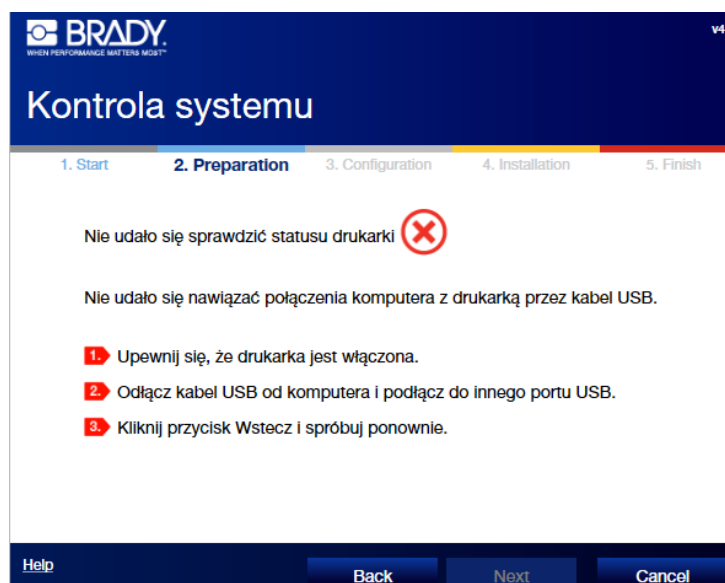 BRADY.
WHEN PERFORMANCE MATTERS MOST™
v4
Kontrola systemu
1. Start 2. Preparation 3. Configuration 4. Installation 5. Finish
Nie udało się sprawdzić statusu drukarki
Nie udało się nawiązać połączenia komputera z drukarką przez kabel USB.
1. Upewnij się, że drukarka jest włączona.
2. Odłącz kabel USB od komputera i podłącz do innego portu USB.
3. Kliknij przycisk Wstecz i spróbuj ponownie.
Help Back Next Cancel